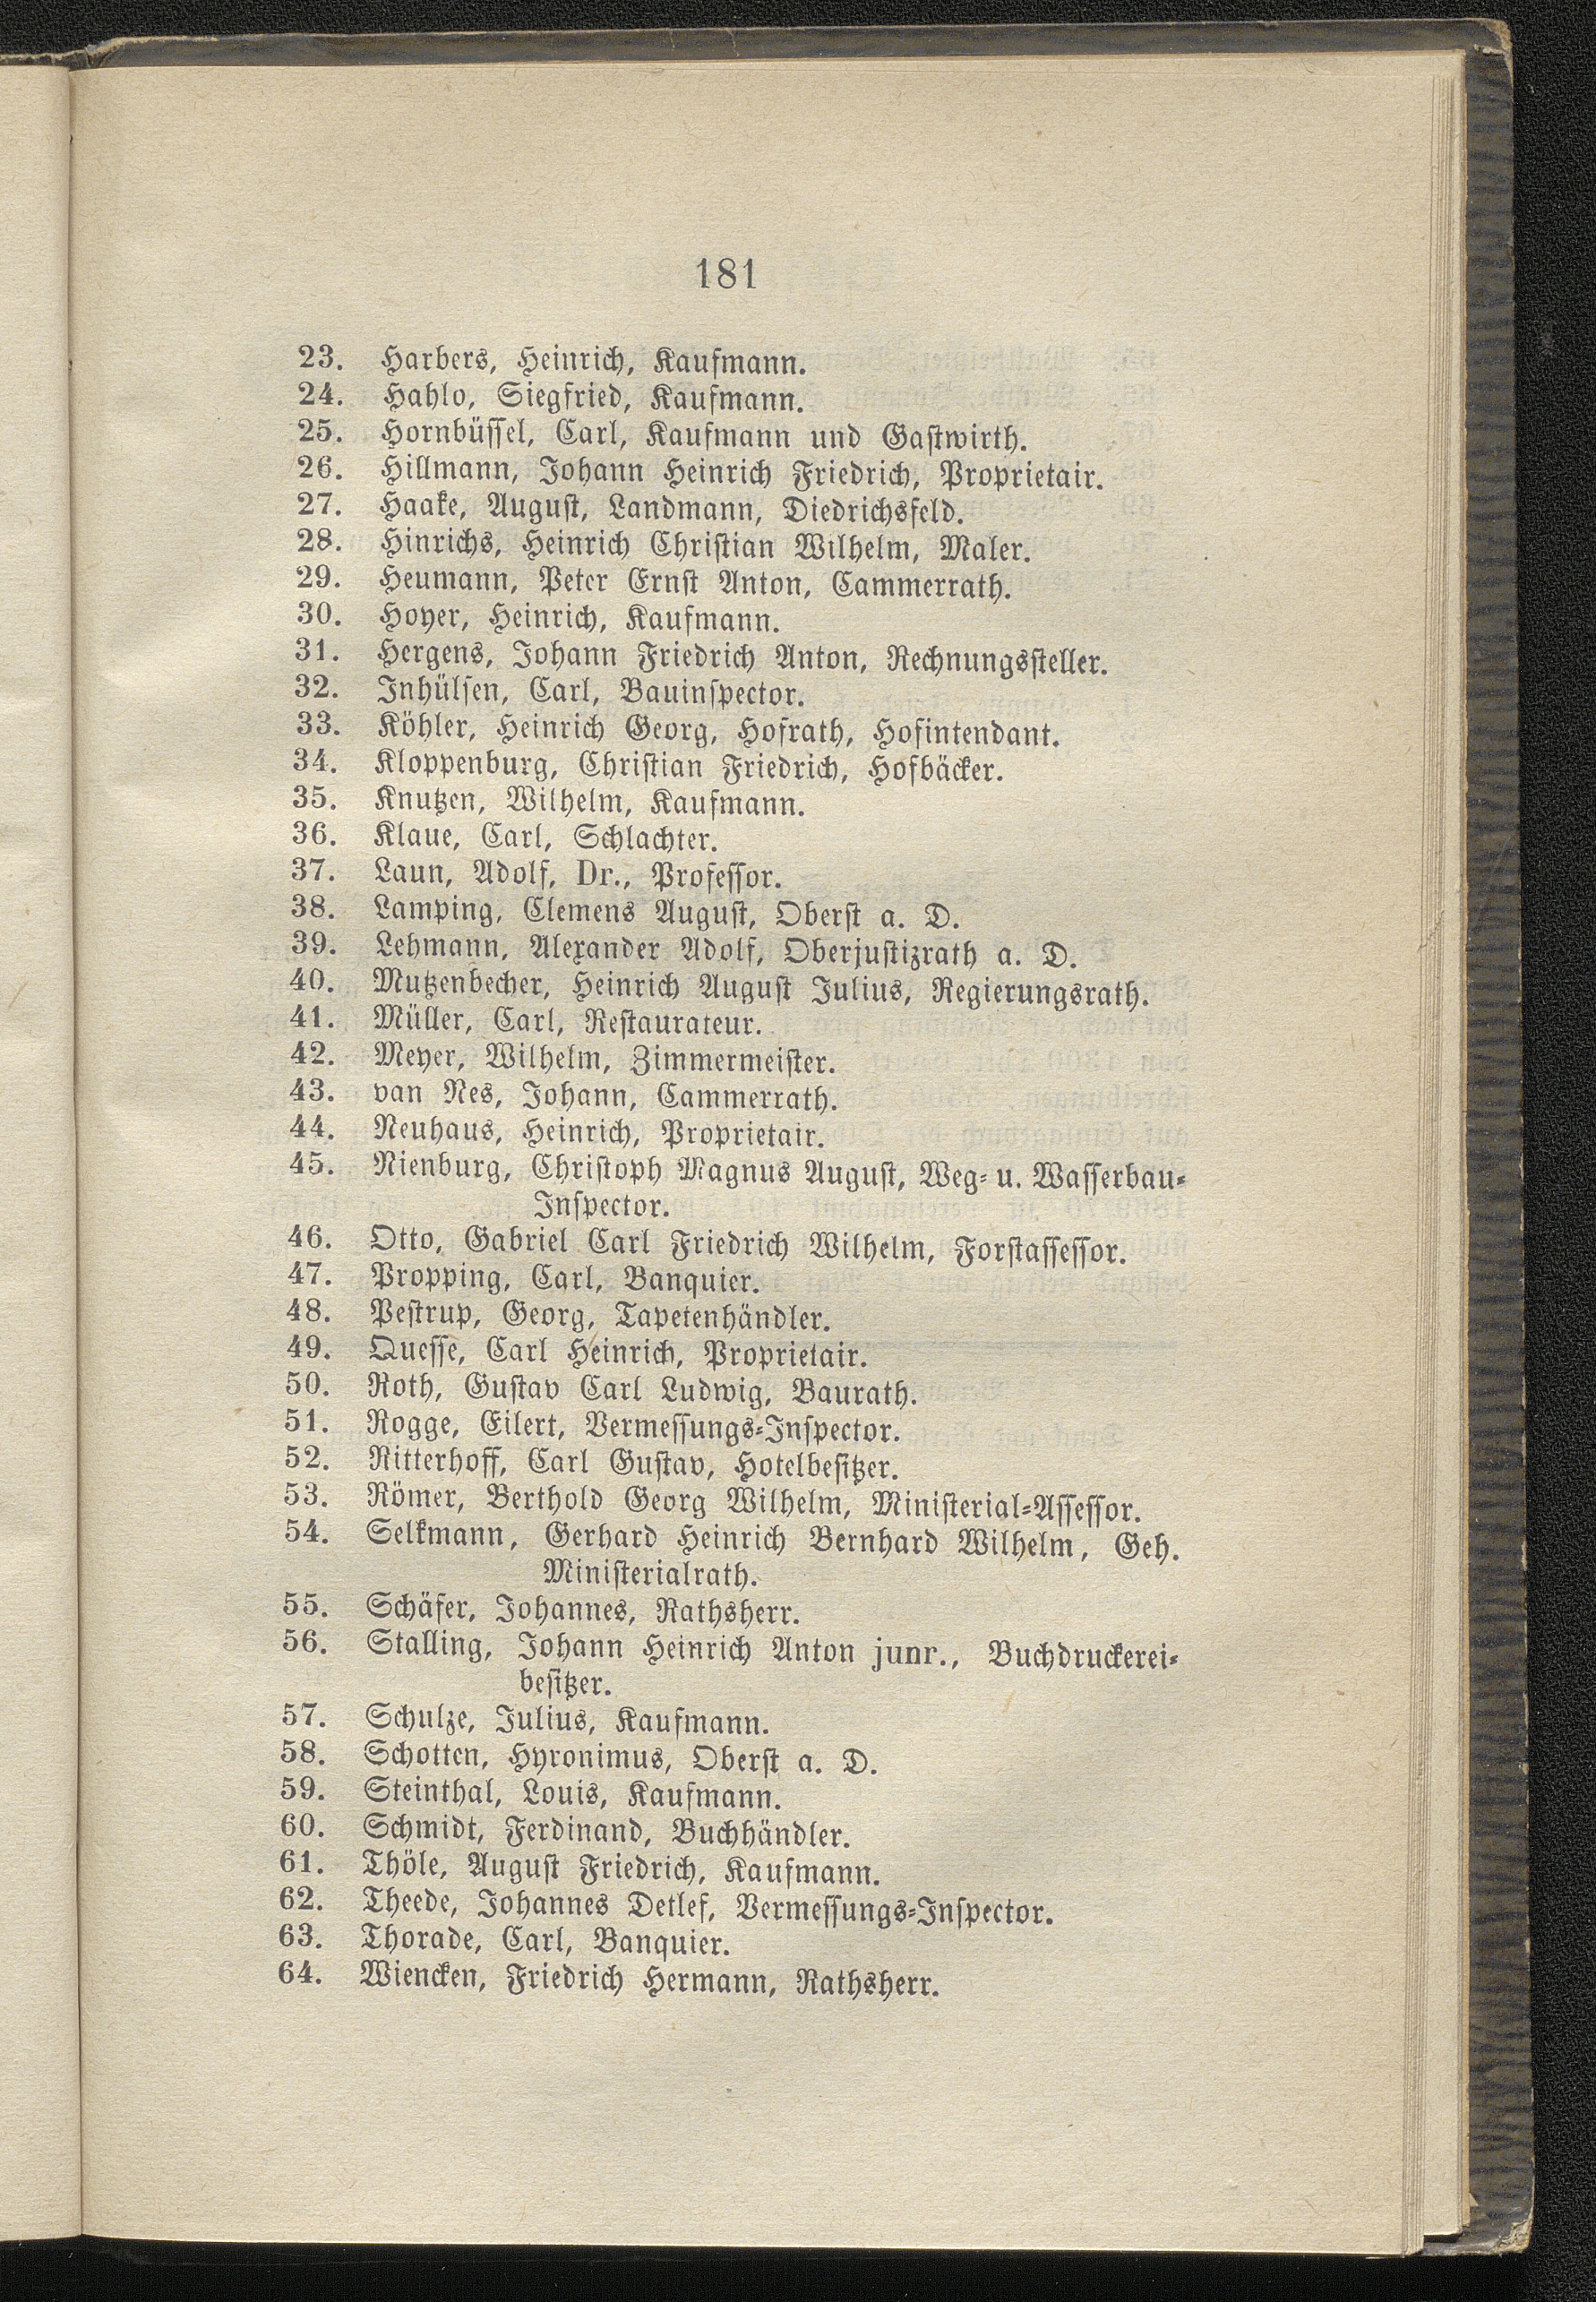 181
23. Harbers, Heinrich, Kaufmann.
24. Hahlo, Siegfried, Kaufmann.
25. Hornbüssel, Carl, Kaufmann und Gastwirth.
26. Hillmann, Johann Heinrich Friedrich, Proprietair.
27. Haake, August, Landmann, Diedrichsfeld.
28. Hinrichs, Heinrich Christian Wilhelm, Maler.
29. Heumann, Peter Ernst Anton, Cammerrath.
30. Hoyer, Heinrich, Kaufmann.
31. Hergens, Johann Friedrich Anton, Rechnungssteller.
32. Inhülsen, Carl, Bauinspector.
33. Köhler, Heinrich Georg, Hofrath, Hofintendant.
34. Kloppenburg, Christian Friedrich, Hofbäcker.
35. Knutzen, Wilhelm, Kaufmann.
36. Klaue, Carl, Schlachter.
37. Laun, Adolf, Dr., Professor.
38. Lamping, Clemens August, Oberst a. D.
39. Lehmann, Alexander Adolf, Oberjustizrath a. D.
40. Mutzenbecher, Heinrich August Julius, Regierungsrath.
41. Müller, Carl, Restaurateur.
42. Meyer, Wilhelm, Zimmermeister.
43. van Nes, Johann, Cammerrath.
44. Neuhaus, Heinrich, Proprietair.
45. Nienburg, Christoph Magnus August, Weg- u. Wasserbau-
Inspector.
46. Otto, Gabriel Carl Friedrich Wilhelm, Forstassessor.
47. Propping, Carl, Banquier.
48. Pestrup, Georg, Tapetenhändler.
49. Quesse, Carl Heinrich, Proprietair.
50. Roth, Gustav Carl Ludwig, Baurath.
51. Rogge, Eilert, Vermessungs-Inspector.
52. Ritterhoff, Carl Gustav, Hotelbesitzer.
53. Römer, Berthold Georg Wilhelm, Ministerial-Assessor.
54. Selkmann, Gerhard Heinrich Bernhard Wilhelm, Geh.
Ministerialrath.
55. Schäfer, Johannes, Rathsherr.
56. Stalling, Johann Heinrich Anton junr., Buchdruckerei-
besitzer.
57. Schulze, Julius, Kaufmann.
58. Schotten, Hyronimus, Oberst a. D.
59. Steinthal, Louis, Kaufmann.
60. Schmidt, Ferdinand, Buchhändler.
61. Thöle, August Friedrich, Kaufmann.
62. Theede, Johannes Detlef, Vermessungs-Inspector.
63. Thorade, Carl, Banquier.
64. Wiencken, Friedrich Hermann, Rathsherr.